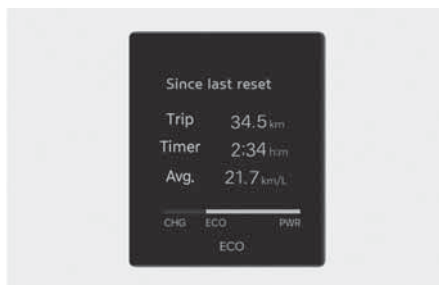 Since last reset
Trip 34.5 km
Timer 2:34 h:m
Avg. 21.7 km/L
CHG ECO PWR
ECO